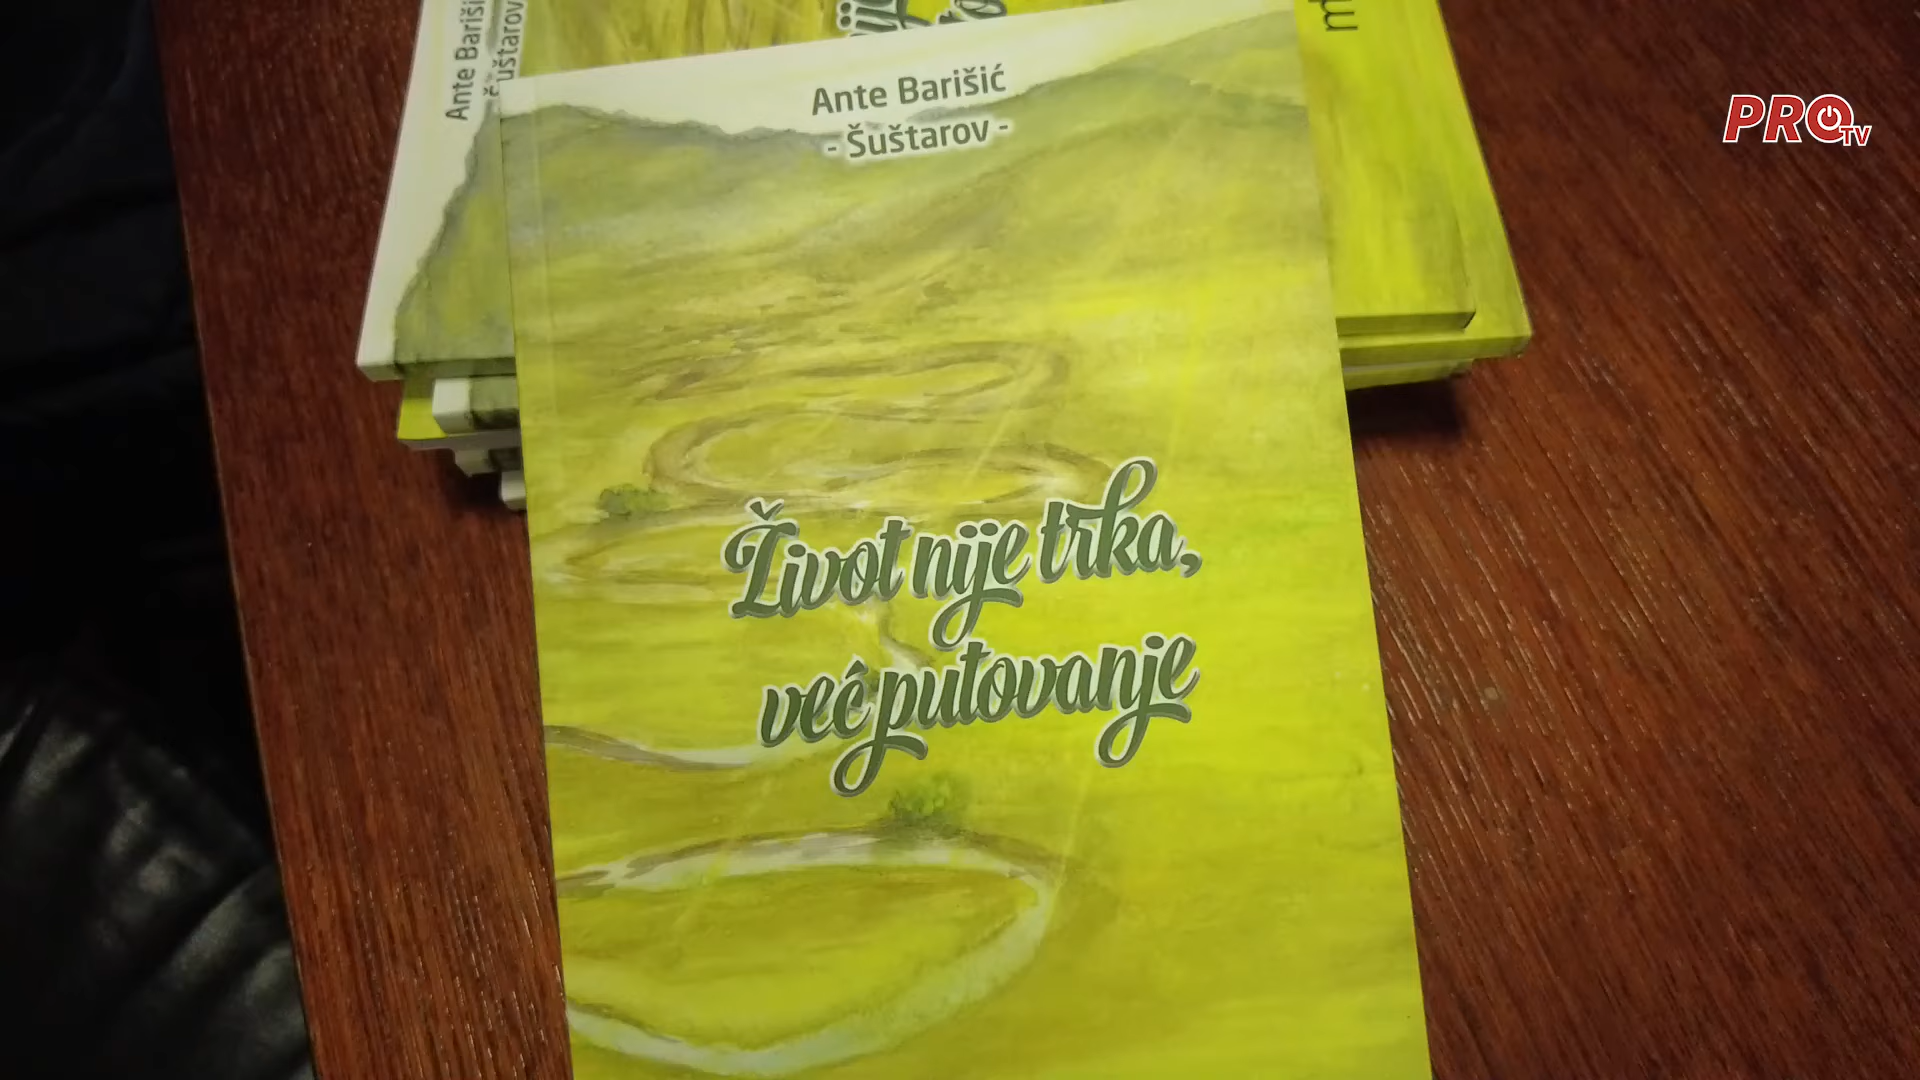 Ante Barišić
- Šuštarov -
Život nije trka,
već putovanje
Ante Bariši
Šuštarov
PRO TV